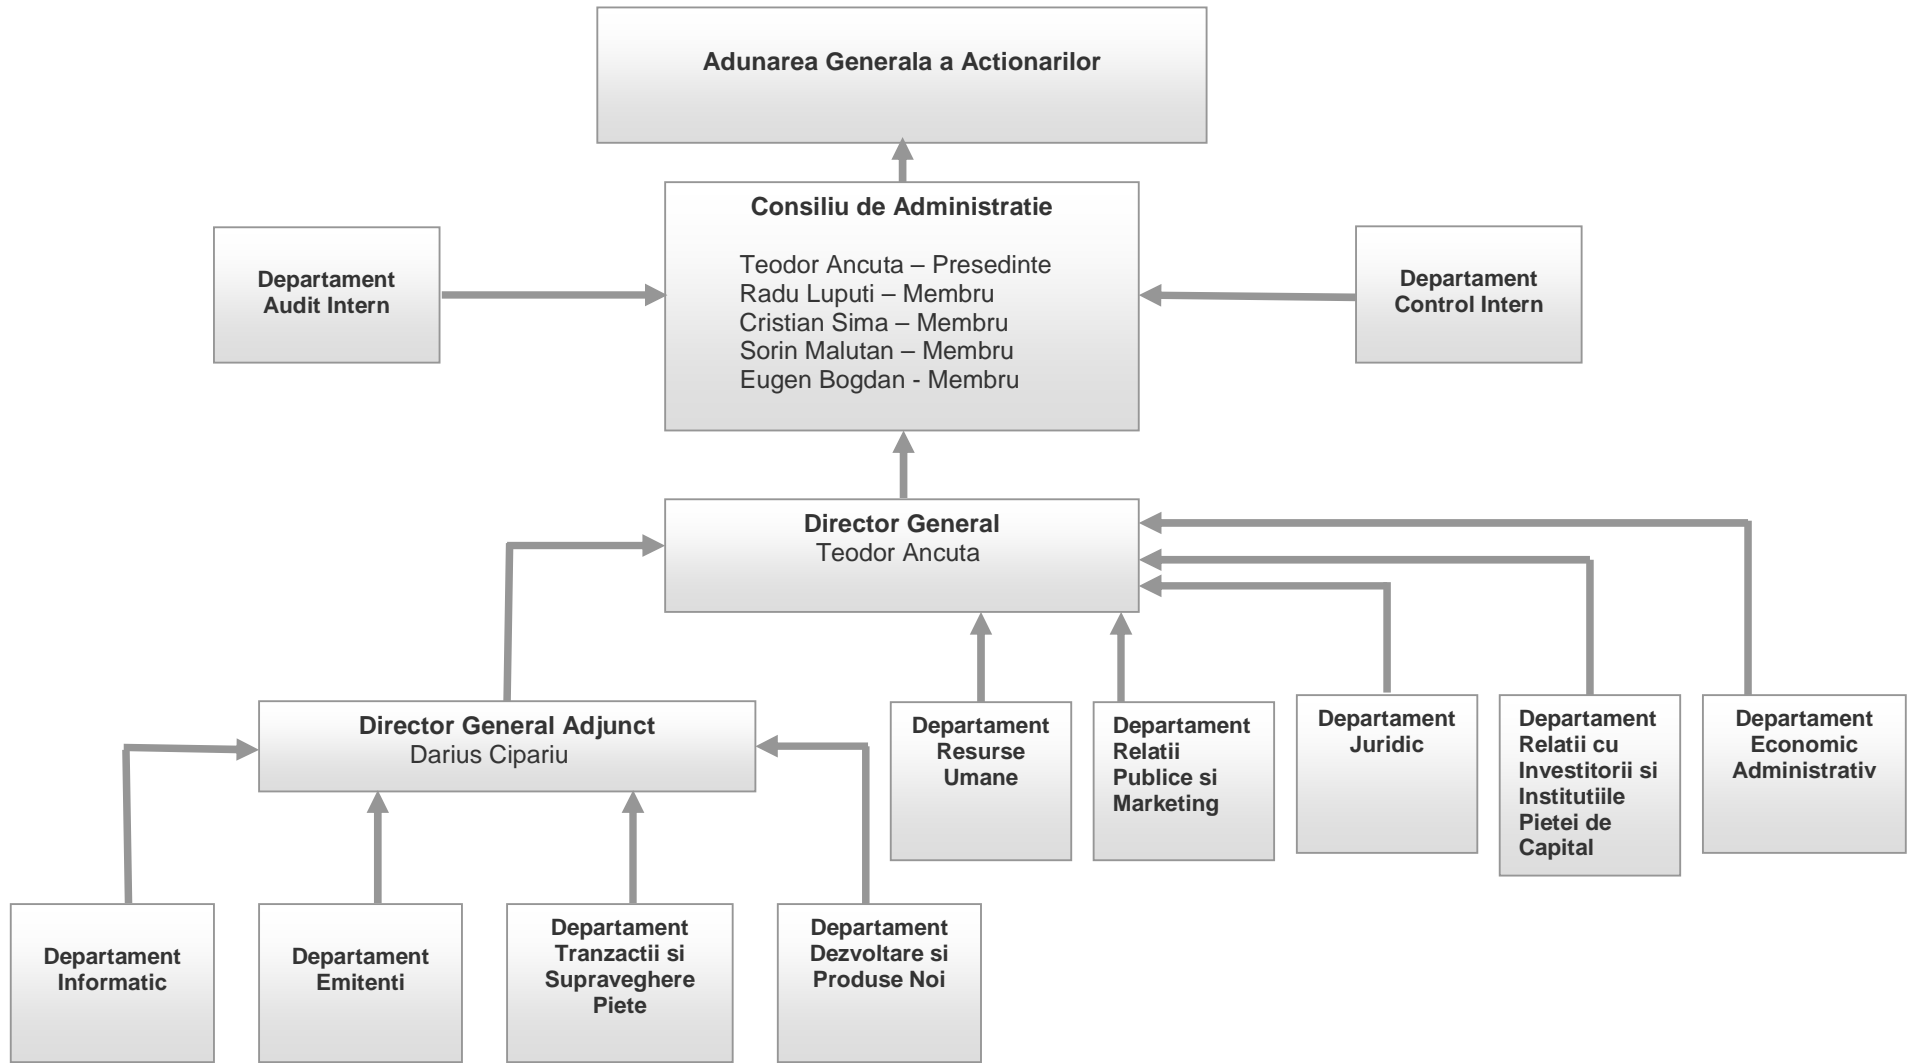 Adunarea Generala a Actionarilor
Consiliu de Administratie
Teodor Ancuta – Presedinte
Radu Luputi – Membru
Cristian Sima – Membru
Sorin Malutan – Membru
Eugen Bogdan - Membru
Departament
Audit Intern
Departament
Control Intern
Director General
Teodor Ancuta
Director General Adjunct
Darius Cipariu
Departament
Resurse
Umane
Departament
Relatii
Publice si
Marketing
Departament
Juridic
Departament
Relatii cu
Investitorii si
Institutiile
Pietei de
Capital
Departament
Economic
Administrativ
Departament
Informatic
Departament
Emitenti
Departament
Tranzactii si
Supraveghere
Piete
Departament
Dezvoltare si
Produse Noi